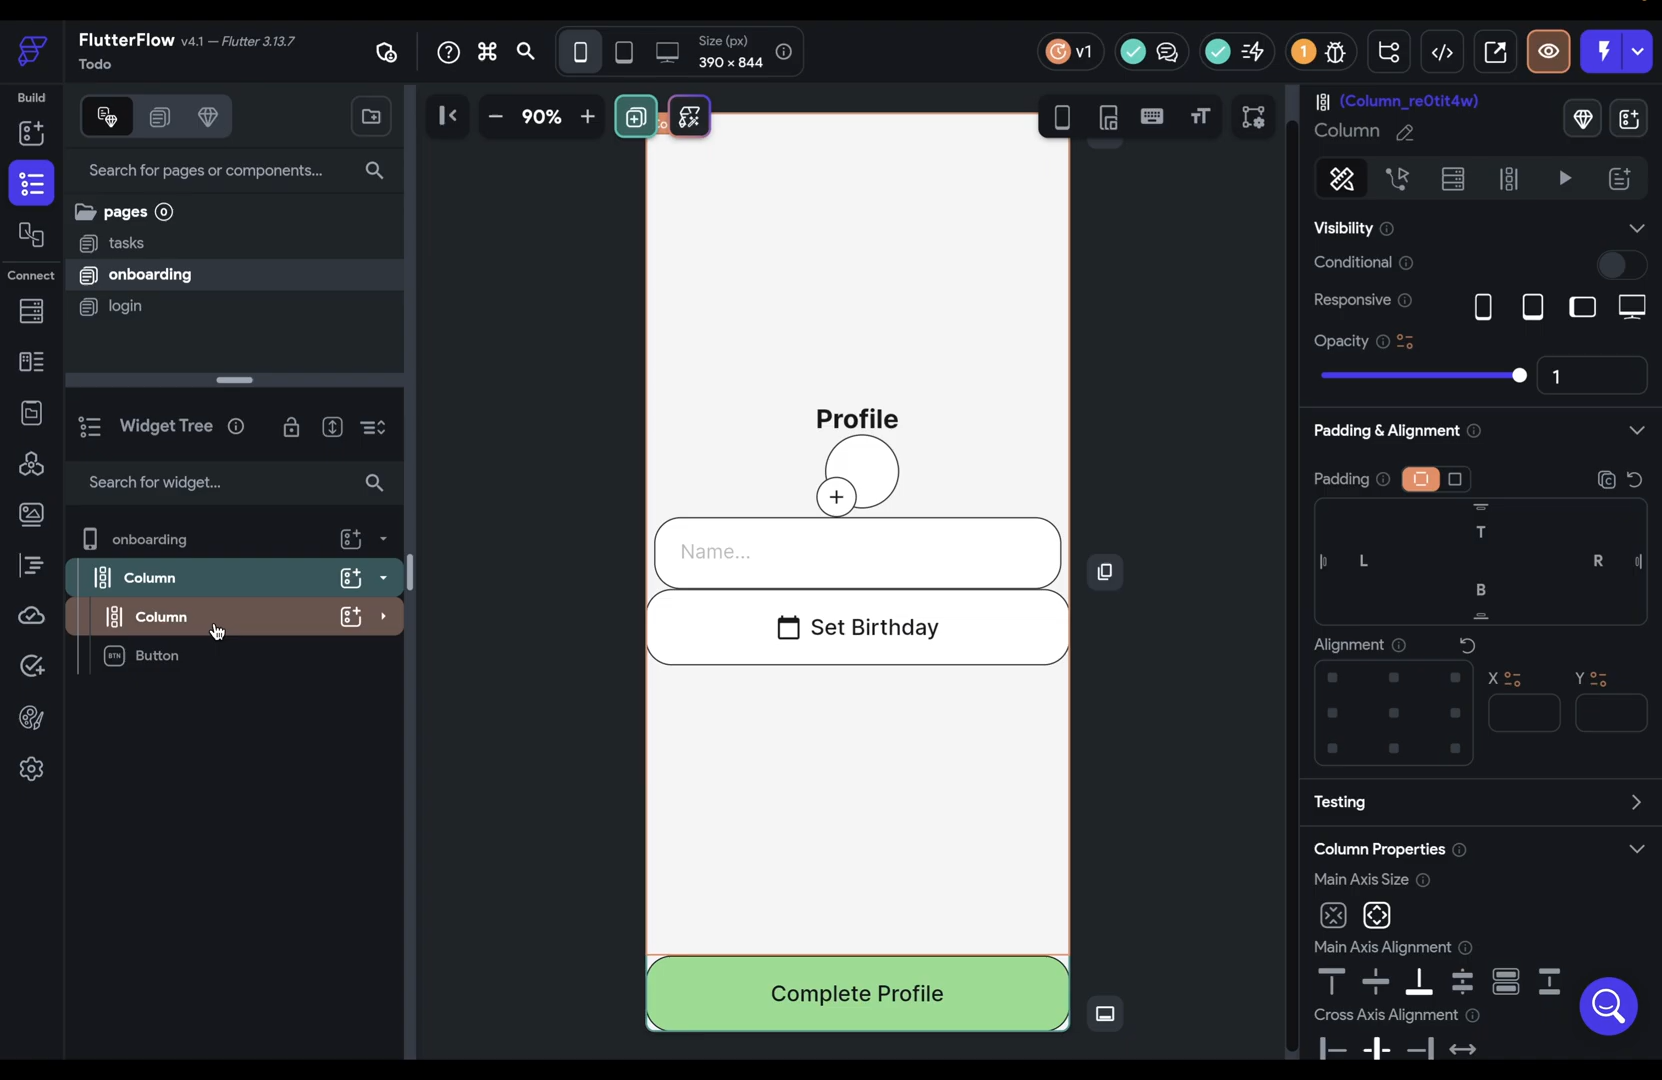 FlutterFlow v4.1 — Flutter 3.13.7
Todo
Size (px)
390 × 844
v1
1
Build
90%
Search for pages or components...
pages 0
tasks
onboarding
login
Connect
Widget Tree
Search for widget...
onboarding
Column
Column
BTN Button
Profile
Name...
Set Birthday
Complete Profile
(Column_re0tit4w)
Column
Visibility
Conditional
Responsive
Opacity
1
Padding & Alignment
Padding
T
L
R
B
Alignment
X
Y
Testing
Column Properties
Main Axis Size
Main Axis Alignment
Cross Axis Alignment